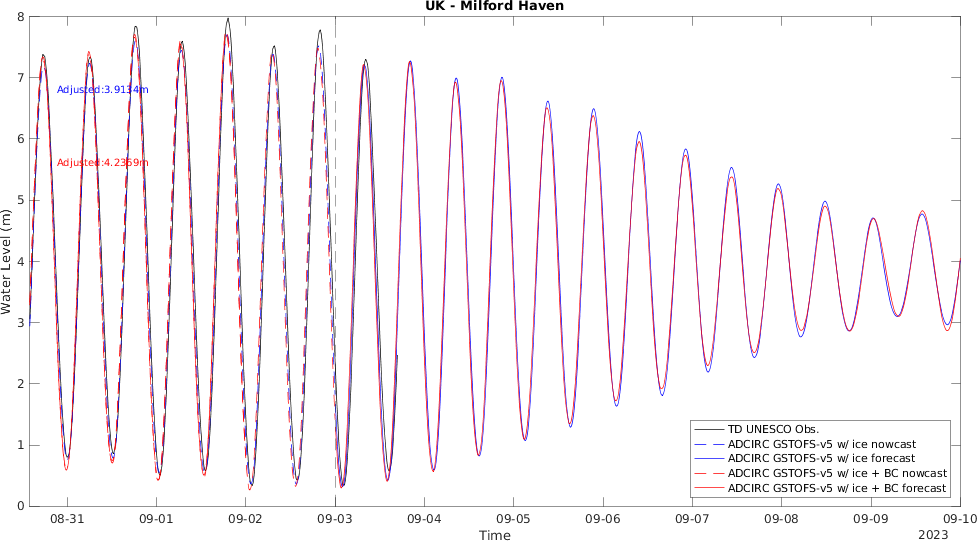 UK - Milford Haven
8
7
6
5
4
3
2
1
0
Water Level (m)
Adjusted:3.9134m
Adjusted:4.2359m
TD UNESCO Obs.
ADCIRC GSTOFS-v5 w/ ice nowcast
ADCIRC GSTOFS-v5 w/ ice forecast
ADCIRC GSTOFS-v5 w/ ice + BC nowcast
ADCIRC GSTOFS-v5 w/ ice + BC forecast
08-31 09-01 09-02 09-03 09-04 09-05 09-06 09-07 09-08 09-09 09-10
Time
2023